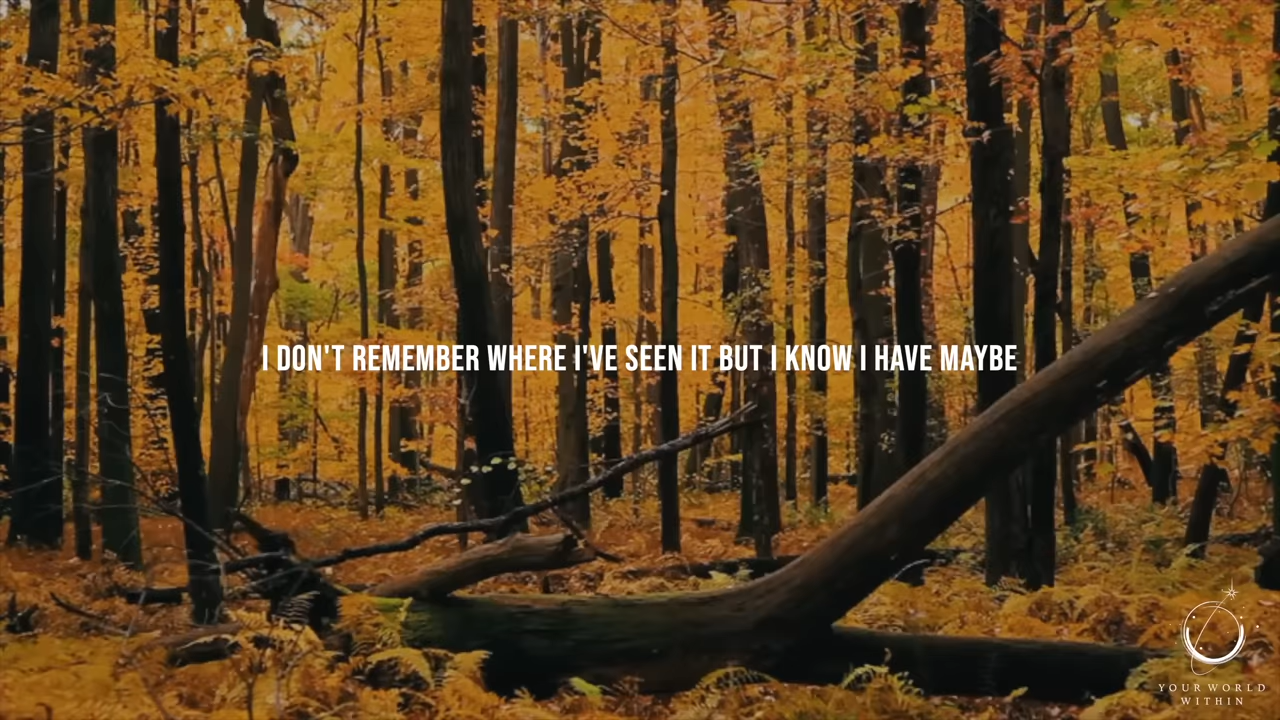 I DON'T REMEMBER WHERE I'VE SEEN IT BUT I KNOW I HAVE MAYBE
YOUR WORLD
WITHIN